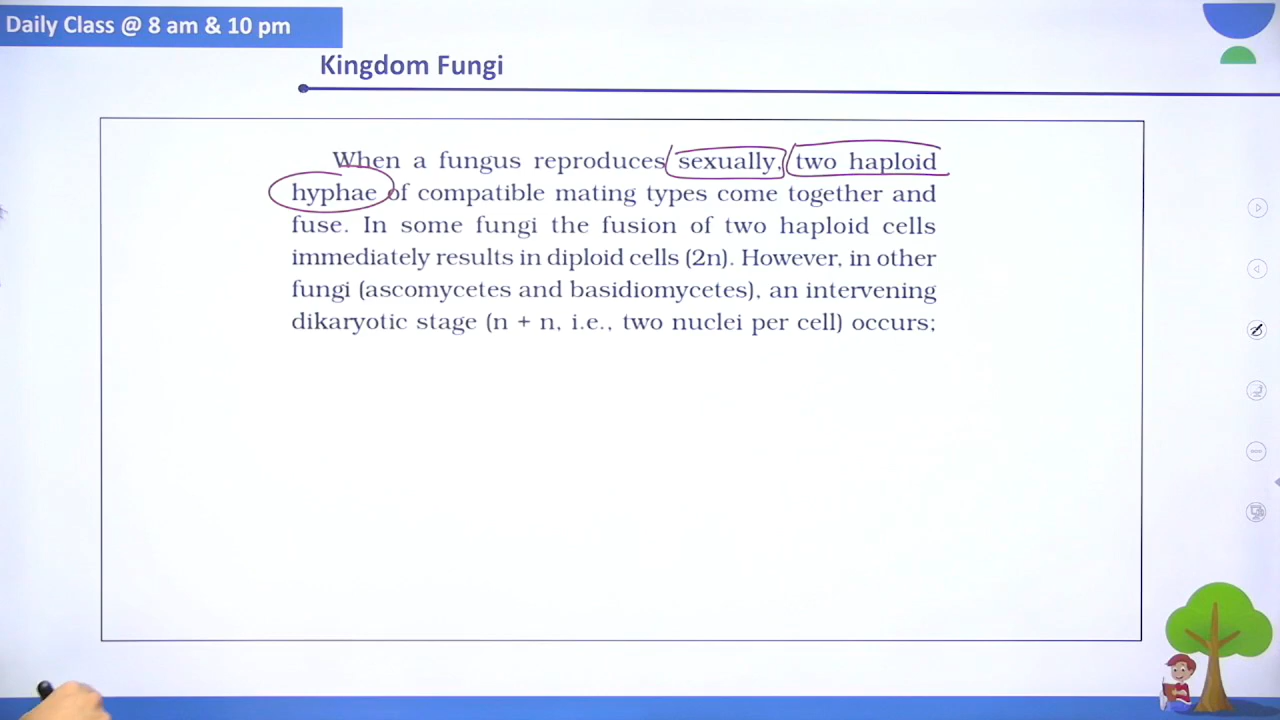 Daily Class @ 8 am & 10 pm
Kingdom Fungi
When a fungus reproduces sexually, two haploid
hyphae of compatible mating types come together and
fuse. In some fungi the fusion of two haploid cells
immediately results in diploid cells (2n). However, in other
fungi (ascomycetes and basidiomycetes), an intervening
dikaryotic stage (n + n, i.e., two nuclei per cell) occurs;